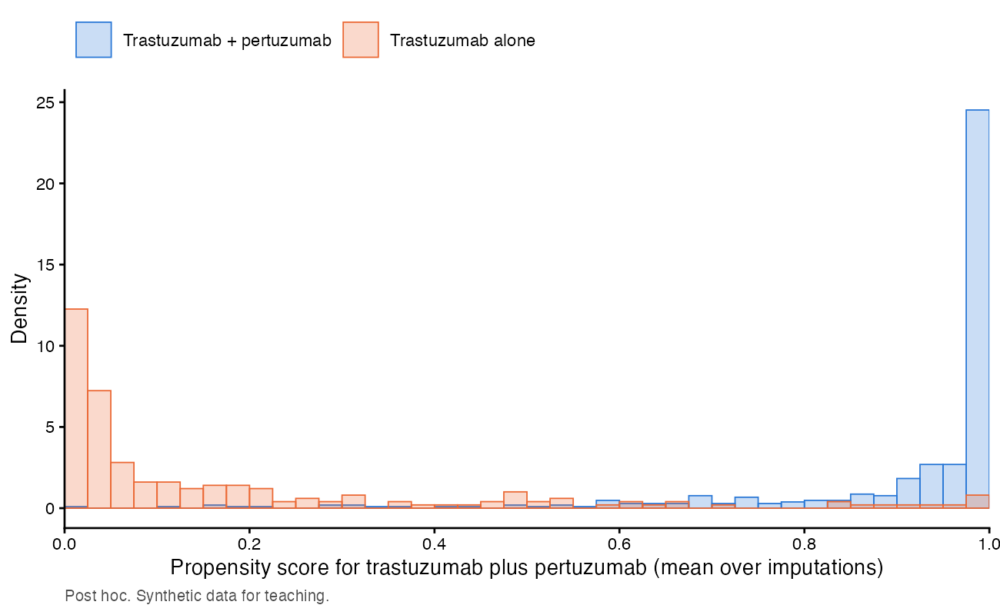 Trastuzumab + pertuzumab Trastuzumab alone
25
20
15
10
5
0
Density
0.0 0.2 0.4 0.6 0.8 1.0
Propensity score for trastuzumab plus pertuzumab (mean over imputations)
Post hoc. Synthetic data for teaching.